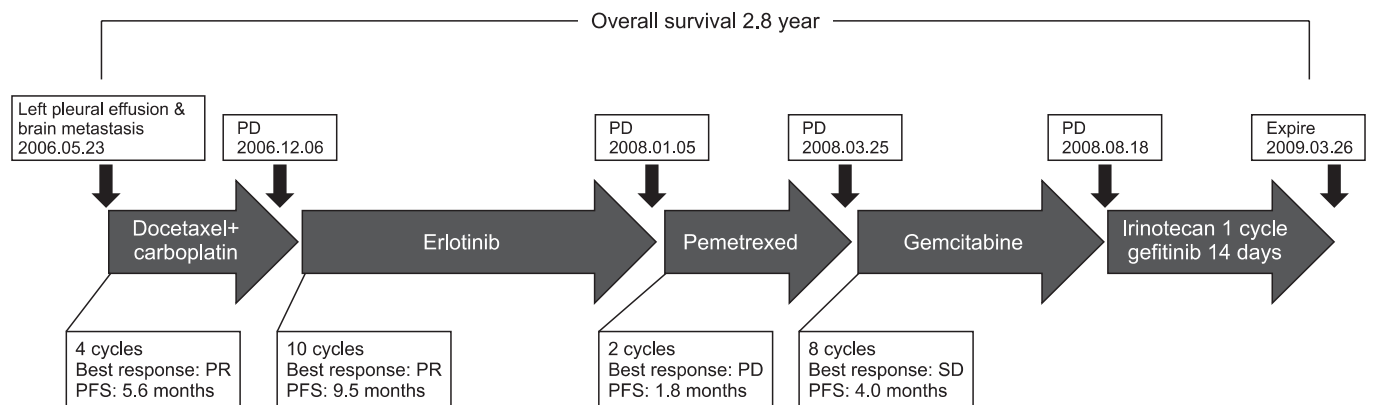 Overall survival 2.8 year
Left pleural effusion &
brain metastasis
2006.05.23
PD
2006.12.06
PD
2008.01.05
PD
2008.03.25
PD
2008.08.18
Expire
2009.03.26
Docetaxel+
carboplatin
Erlotinib
Pemetrexed
Gemcitabine
Irinotecan 1 cycle
gefitinib 14 days
4 cycles
Best response: PR
PFS: 5.6 months
10 cycles
Best response: PR
PFS: 9.5 months
2 cycles
Best response: PD
PFS: 1.8 months
8 cycles
Best response: SD
PFS: 4.0 months